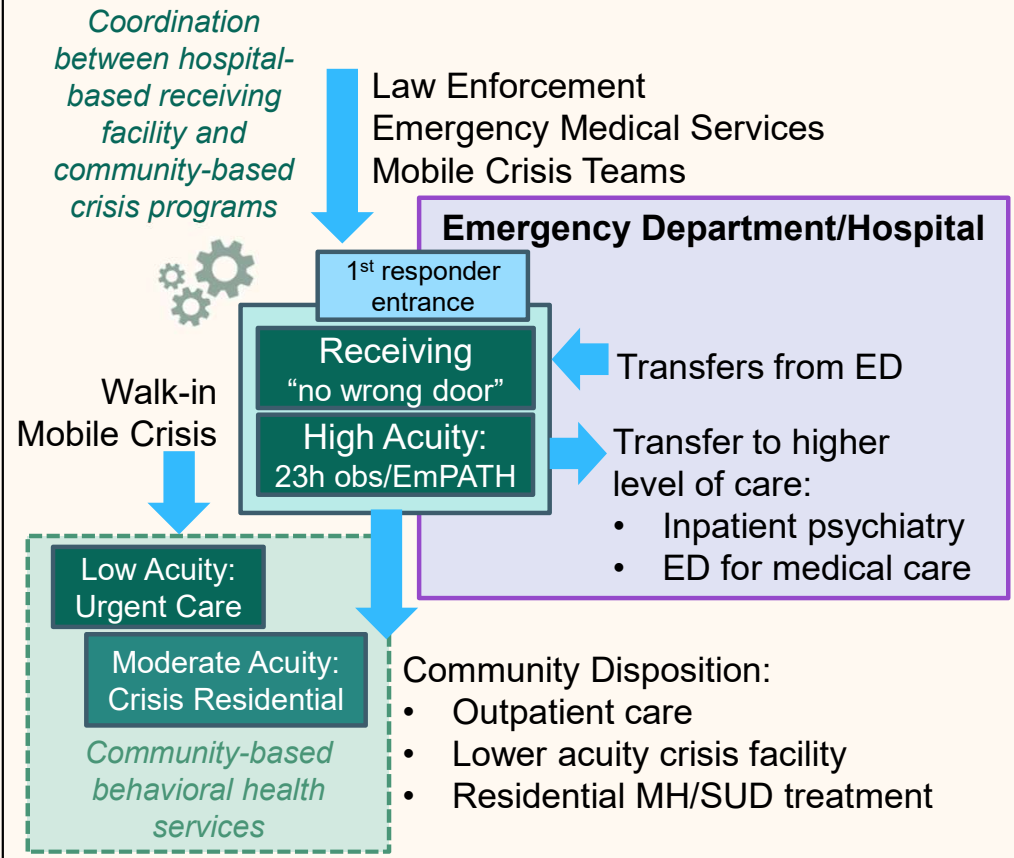 Coordination
between hospital-
based receiving
facility and
community-based
crisis programs
Law Enforcement
Emergency Medical Services
Mobile Crisis Teams
Emergency Department/Hospital
1st responder
entrance
Receiving
“no wrong door”
High Acuity:
23h obs/EmPATH
Transfers from ED
Transfer to higher
level of care:
• Inpatient psychiatry
• ED for medical care
Walk-in
Mobile Crisis
Low Acuity:
Urgent Care
Moderate Acuity:
Crisis Residential
Community-based
behavioral health
services
Community Disposition:
• Outpatient care
• Lower acuity crisis facility
• Residential MH/SUD treatment